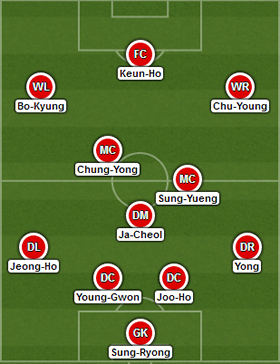 FC
Keun-Ho
WL
WR
Bo-Kyung
Chu-Young
MC
Chung-Yong
MC
Sung-Yueng
DM
Ja-Cheol
DL
DR
Jeong-Ho
Yong
DC
DC
Young-Gwon
Joo-Ho
GK
Sung-Ryong